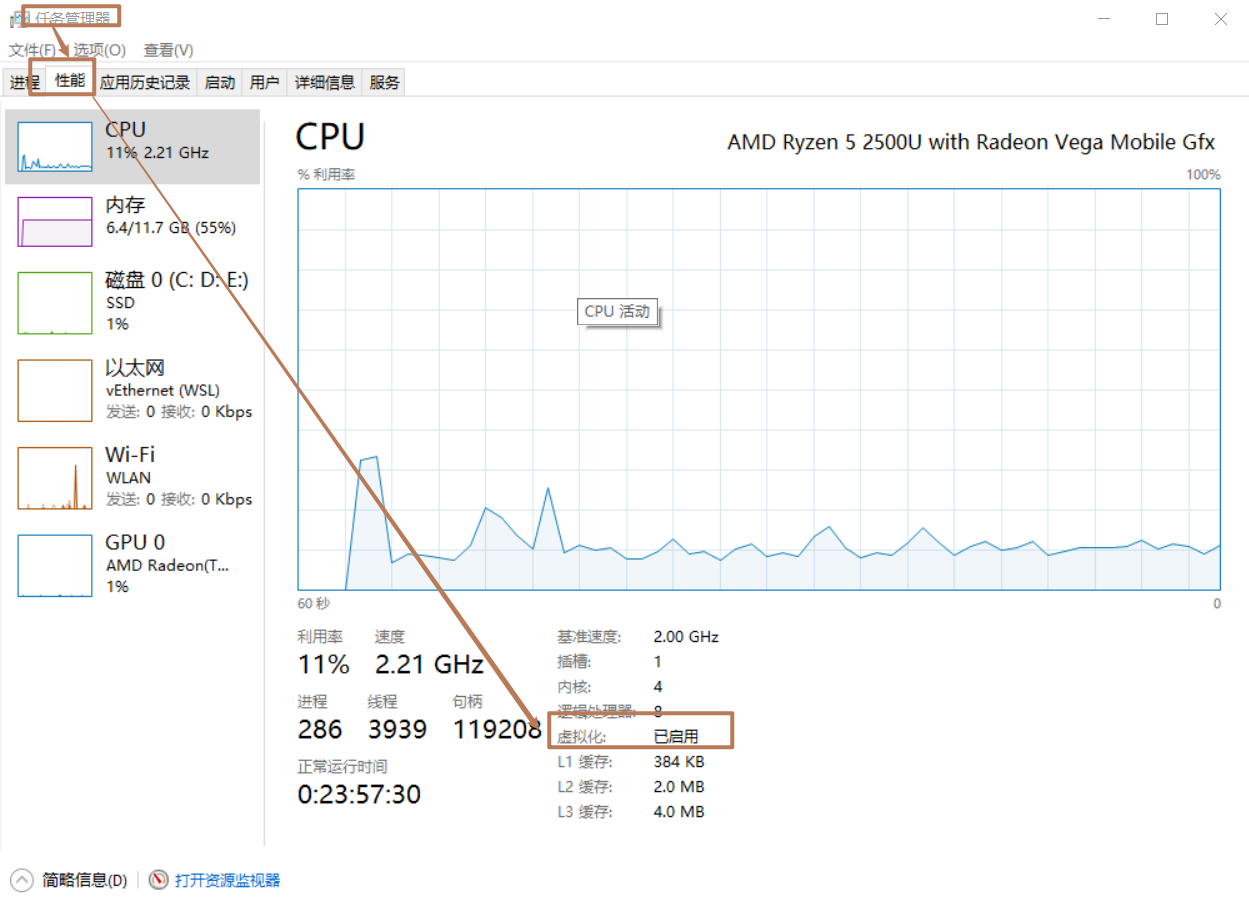 任务管理器
文件(F) 选项(O) 查看(V)
进程 性能 应用历史记录 启动 用户 详细信息 服务
CPU
11% 2.21 GHz
内存
6.4/11.7 GB (55%)
磁盘 0 (C: D: E:)
SSD
1%
以太网
vEthernet (WSL)
发送: 0 接收: 0 Kbps
Wi-Fi
WLAN
发送: 0 接收: 0 Kbps
GPU 0
AMD Radeon(T...
1%
CPU AMD Ryzen 5 2500U with Radeon Vega Mobile Gfx
% 利用率 100%
CPU 活动
60 秒 0
利用率 速度
11% 2.21 GHz
进程 线程 句柄
286 3939 119208
正常运行时间
0:23:57:30
基准速度: 2.00 GHz
插槽: 1
内核: 4
逻辑处理器: 8
虚拟化: 已启用
L1 缓存: 384 KB
L2 缓存: 2.0 MB
L3 缓存: 4.0 MB
简略信息(D) 打开资源监视器